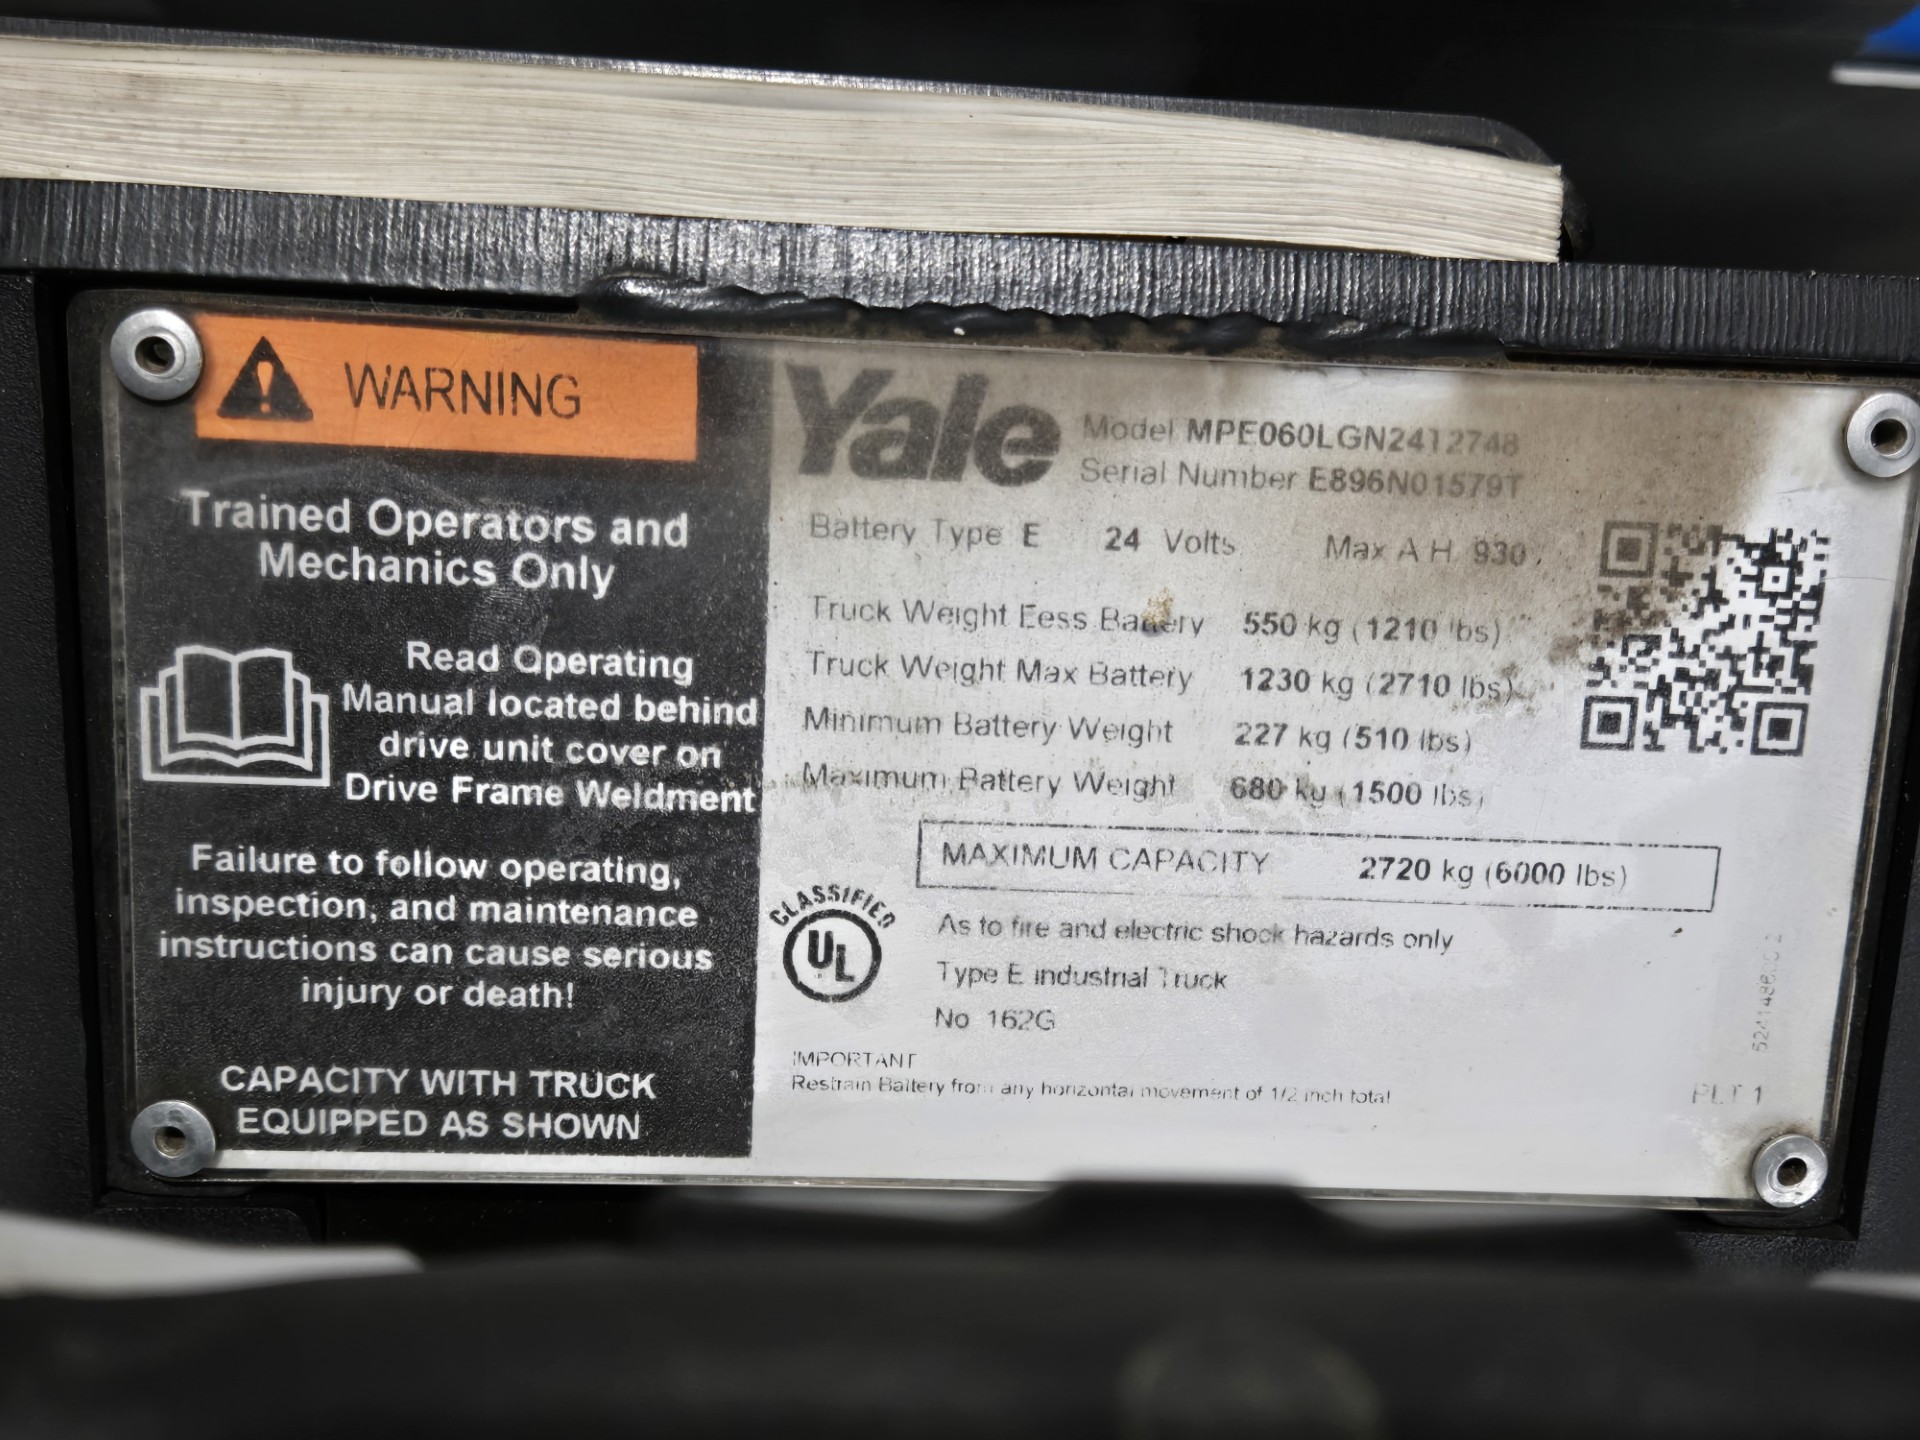 WARNING
Trained Operators and
Mechanics Only
Read Operating
Manual located behind
drive unit cover on
Drive Frame Weldment
Failure to follow operating,
inspection, and maintenance
instructions can cause serious
injury or death!
CAPACITY WITH TRUCK
EQUIPPED AS SHOWN
Yale
Model MPE060LGN2412748
Serial Number E896N01579T
Battery Type E 24 Volts Max A H 930
Truck Weight Less Battery 550 kg (1210 lbs)
Truck Weight Max Battery 1230 kg (2710 lbs)
Minimum Battery Weight 227 kg (510 lbs)
Maximum Battery Weight 680 kg (1500 lbs)
MAXIMUM CAPACITY 2720 kg (6000 lbs)
CLASSIFIED
UL
As to fire and electric shock hazards only
Type E industrial Truck
No 162G
IMPORTANT
Restrain Battery from any horizontal movement of 1/2 inch total
PLT 1